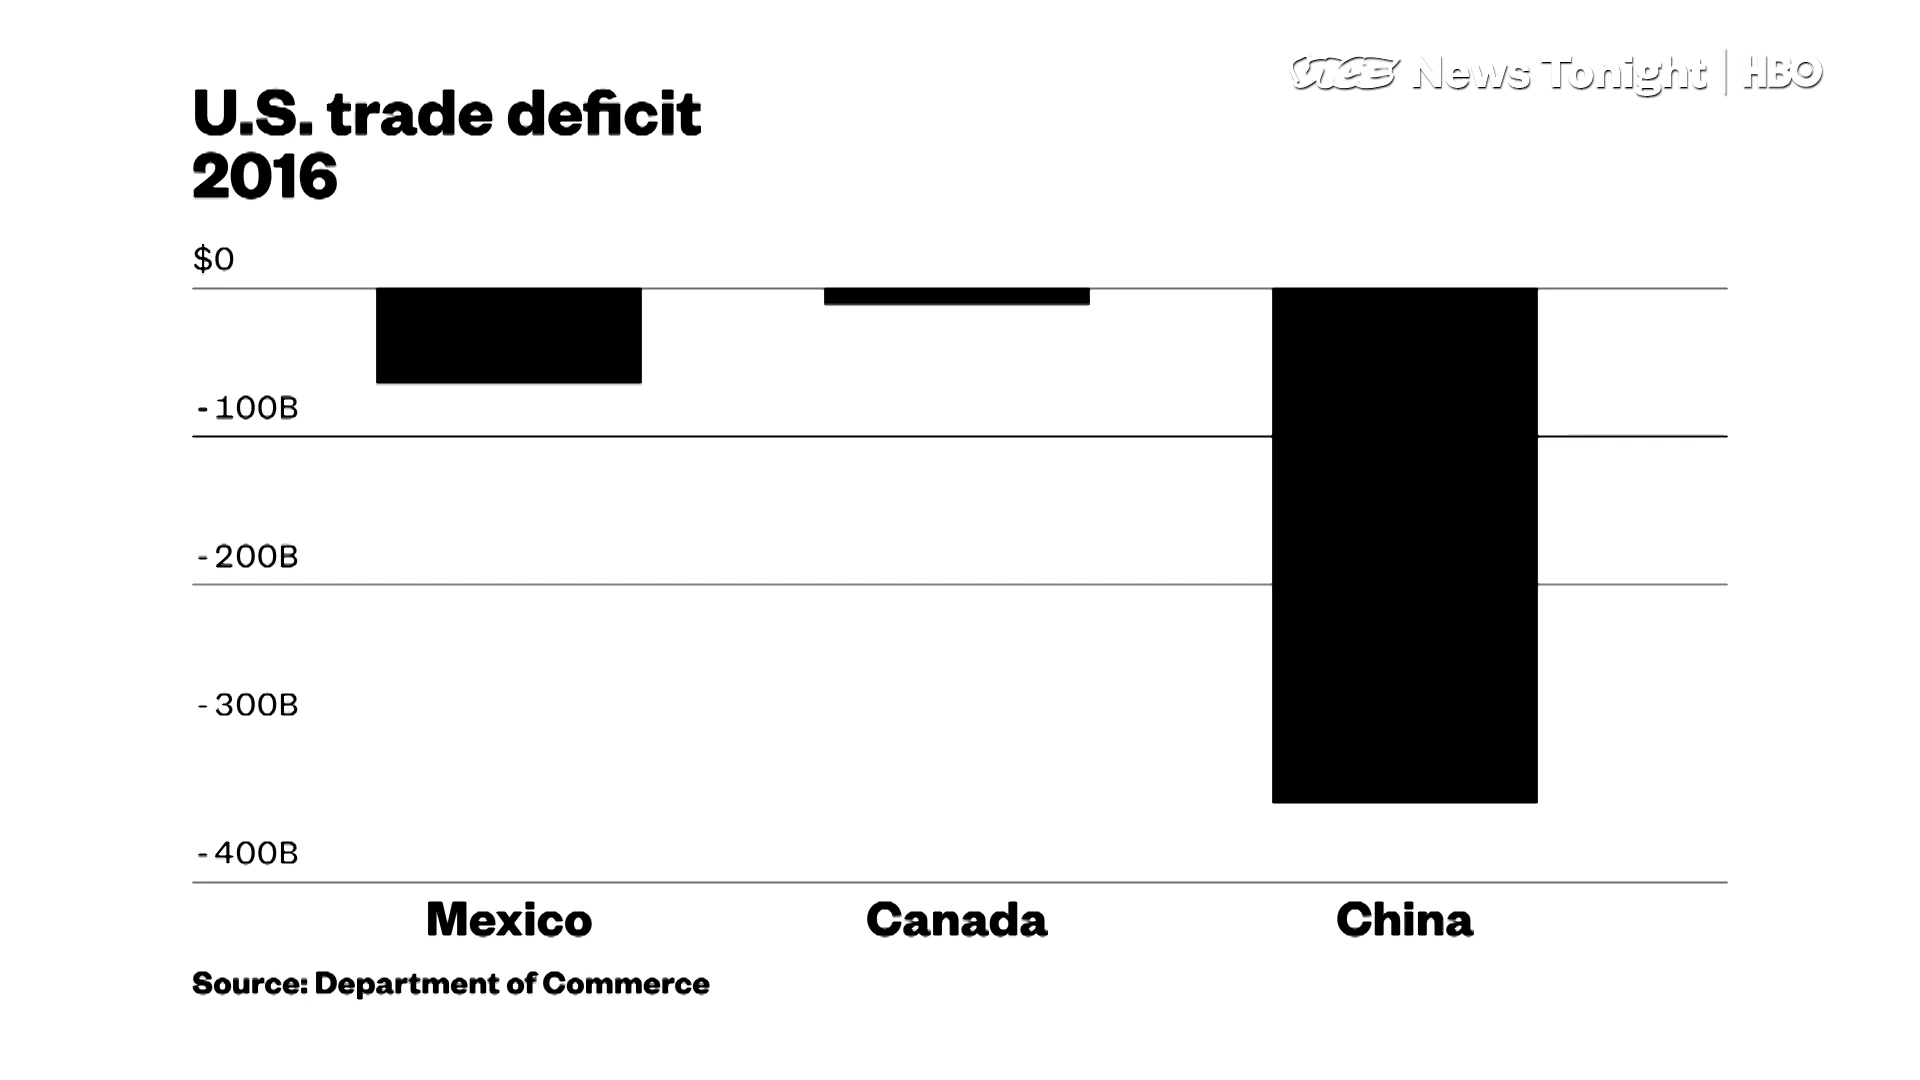 VICE News Tonight | HBO
U.S. trade deficit
2016
$0
-100B
-200B
-300B
-400B
Mexico Canada China
Source: Department of Commerce